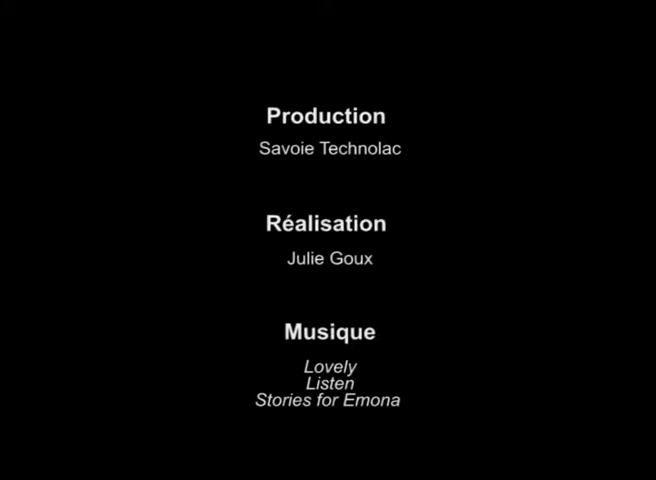 Production
Savoie Technolac
Réalisation
Julie Goux
Musique
Lovely
Listen
Stories for Emona